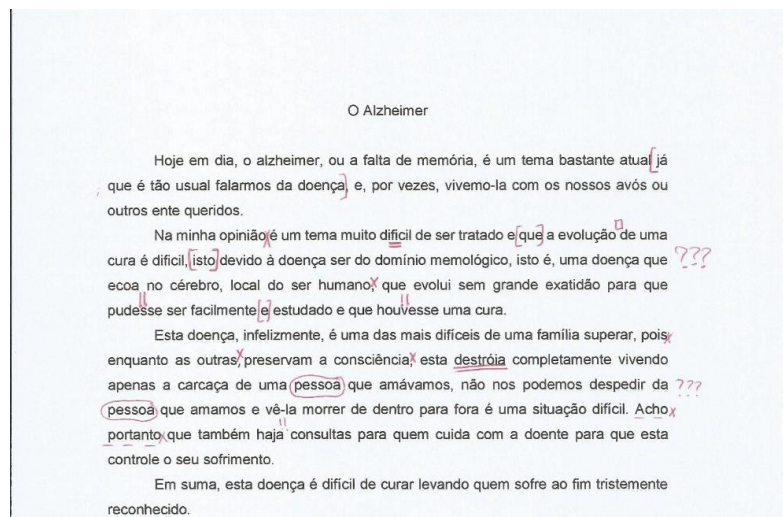 O Alzheimer
Hoje em dia, o alzheimer, ou a falta de memória, é um tema bastante atual [já
que é tão usual falarmos da doença], e, por vezes, vivemo-la com os nossos avós ou
outros ente queridos.
Na minha opinião é um tema muito dificil de ser tratado e [que] a evolução de uma
cura é dificil, [isto] devido à doença ser do domínio memológico, isto é, uma doença que ???
ecoa no cérebro, local do ser humano, que evolui sem grande exatidão para que
pudesse ser facilmente [e] estudado e que houvesse uma cura.
Esta doença, infelizmente, é uma das mais difíceis de uma família superar, pois
enquanto as outras, preservam a consciência, esta destróia completamente vivendo
apenas a carcaça de uma pessoa que amávamos, não nos podemos despedir da ???
pessoa que amamos e vê-la morrer de dentro para fora é uma situação difícil. Acho
portanto que também haja consultas para quem cuida com a doente para que esta
controle o seu sofrimento.
Em suma, esta doença é difícil de curar levando quem sofre ao fim tristemente
reconhecido.